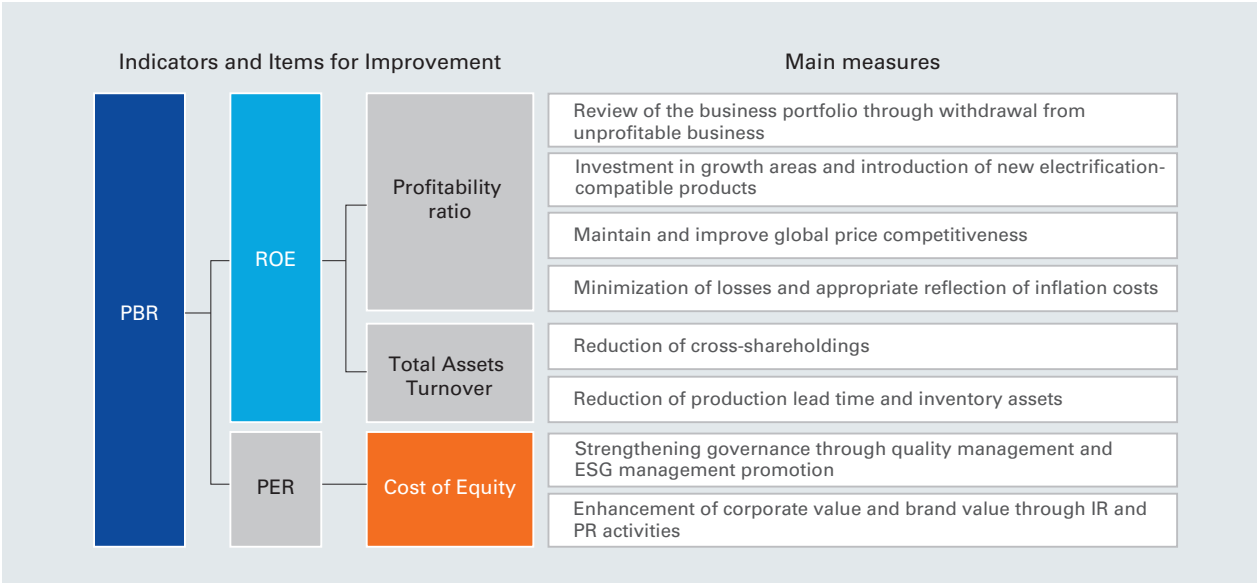 Indicators and Items for Improvement
Main measures
PBR
ROE
PER
Profitability
ratio
Total Assets
Turnover
Cost of Equity
Review of the business portfolio through withdrawal from
unprofitable business
Investment in growth areas and introduction of new electrification-
compatible products
Maintain and improve global price competitiveness
Minimization of losses and appropriate reflection of inflation costs
Reduction of cross-shareholdings
Reduction of production lead time and inventory assets
Strengthening governance through quality management and
ESG management promotion
Enhancement of corporate value and brand value through IR and
PR activities